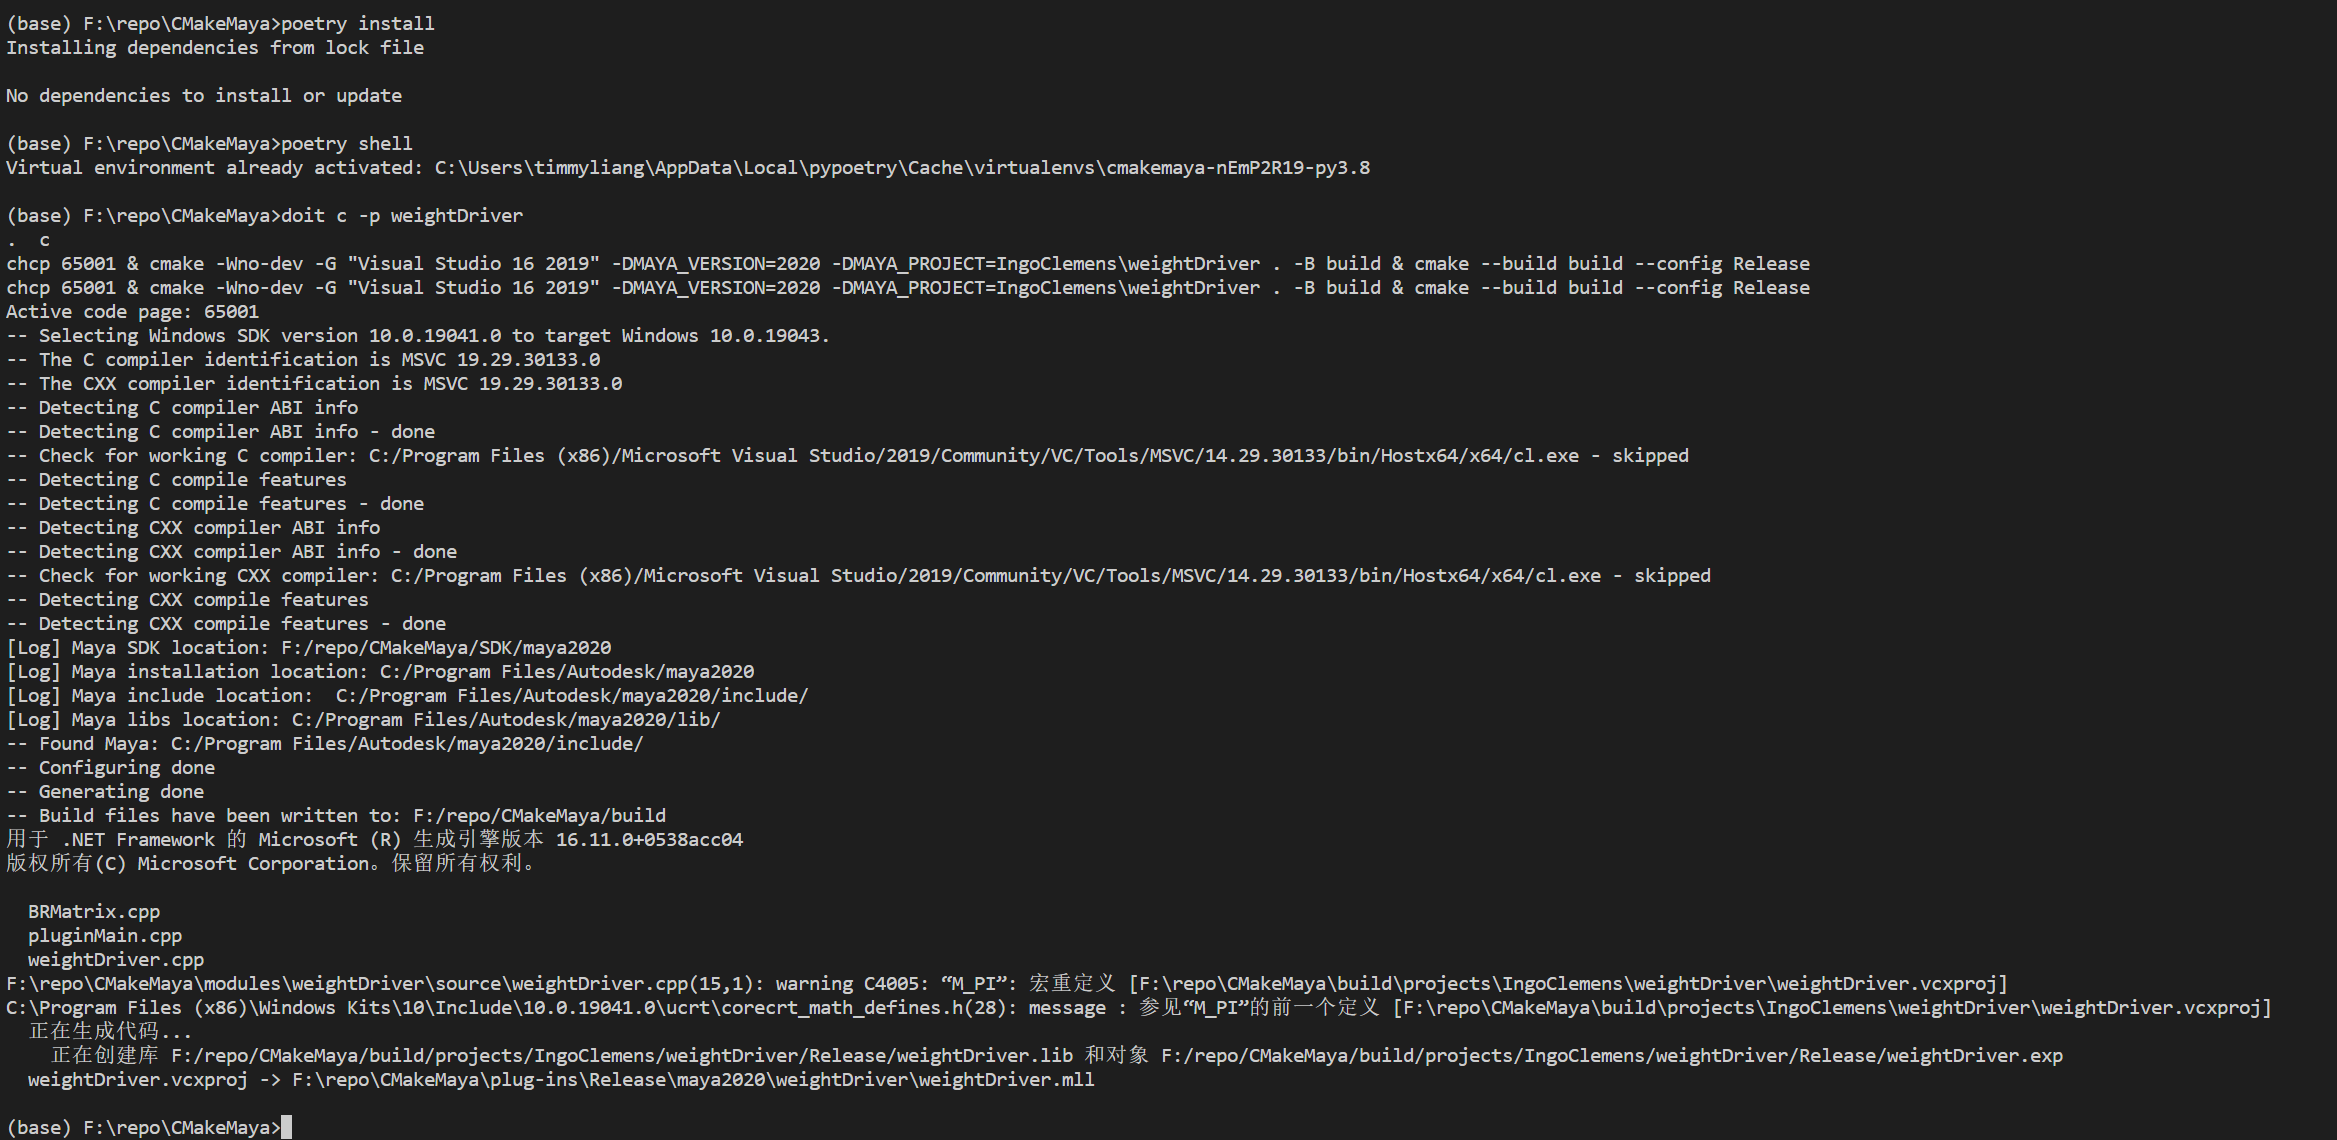 (base) F:\repo\CMakeMaya>poetry install
Installing dependencies from lock file
No dependencies to install or update
(base) F:\repo\CMakeMaya>poetry shell
Virtual environment already activated: C:\Users\timmyliang\AppData\Local\pypoetry\Cache\virtualenvs\cmakemaya-nEmP2R19-py3.8
(base) F:\repo\CMakeMaya>doit c -p weightDriver
.  c
chcp 65001 & cmake -Wno-dev -G "Visual Studio 16 2019" -DMAYA_VERSION=2020 -DMAYA_PROJECT=IngoClemens\weightDriver . -B build & cmake --build build --config Release
chcp 65001 & cmake -Wno-dev -G "Visual Studio 16 2019" -DMAYA_VERSION=2020 -DMAYA_PROJECT=IngoClemens\weightDriver . -B build & cmake --build build --config Release
Active code page: 65001
-- Selecting Windows SDK version 10.0.19041.0 to target Windows 10.0.19043.
-- The C compiler identification is MSVC 19.29.30133.0
-- The CXX compiler identification is MSVC 19.29.30133.0
-- Detecting C compiler ABI info
-- Detecting C compiler ABI info - done
-- Check for working C compiler: C:/Program Files (x86)/Microsoft Visual Studio/2019/Community/VC/Tools/MSVC/14.29.30133/bin/Hostx64/x64/cl.exe - skipped
-- Detecting C compile features
-- Detecting C compile features - done
-- Detecting CXX compiler ABI info
-- Detecting CXX compiler ABI info - done
-- Check for working CXX compiler: C:/Program Files (x86)/Microsoft Visual Studio/2019/Community/VC/Tools/MSVC/14.29.30133/bin/Hostx64/x64/cl.exe - skipped
-- Detecting CXX compile features
-- Detecting CXX compile features - done
[Log] Maya SDK location: F:/repo/CMakeMaya/SDK/maya2020
[Log] Maya installation location: C:/Program Files/Autodesk/maya2020
[Log] Maya include location:  C:/Program Files/Autodesk/maya2020/include/
[Log] Maya libs location: C:/Program Files/Autodesk/maya2020/lib/
-- Found Maya: C:/Program Files/Autodesk/maya2020/include/
-- Configuring done
-- Generating done
-- Build files have been written to: F:/repo/CMakeMaya/build
用于 .NET Framework 的 Microsoft (R) 生成引擎版本 16.11.0+0538acc04
版权所有(C) Microsoft Corporation。保留所有权利。
BRMatrix.cpp
pluginMain.cpp
weightDriver.cpp
F:\repo\CMakeMaya\modules\weightDriver\source\weightDriver.cpp(15,1): warning C4005: “M_PI”: 宏重定义 [F:\repo\CMakeMaya\build\projects\IngoClemens\weightDriver\weightDriver.vcxproj]
C:\Program Files (x86)\Windows Kits\10\Include\10.0.19041.0\ucrt\corecrt_math_defines.h(28): message : 参见“M_PI”的前一个定义 [F:\repo\CMakeMaya\build\projects\IngoClemens\weightDriver\weightDriver.vcxproj]
正在生成代码...
正在创建库 F:/repo/CMakeMaya/build/projects/IngoClemens/weightDriver/Release/weightDriver.lib 和对象 F:/repo/CMakeMaya/build/projects/IngoClemens/weightDriver/Release/weightDriver.exp
weightDriver.vcxproj -> F:\repo\CMakeMaya\plug-ins\Release\maya2020\weightDriver\weightDriver.mll
(base) F:\repo\CMakeMaya>